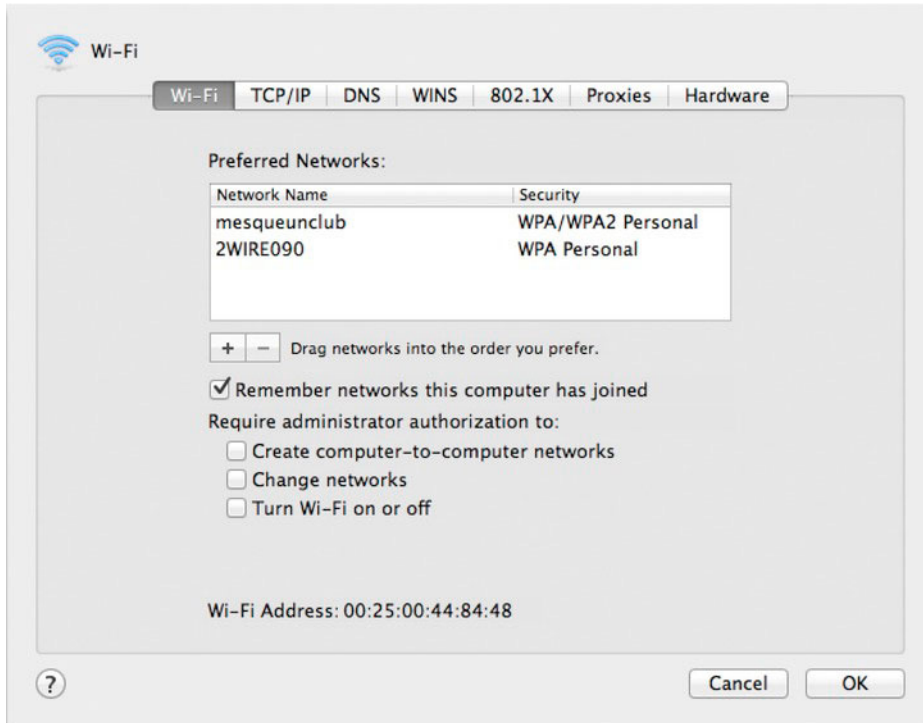 Wi-Fi
Wi-Fi TCP/IP DNS WINS 802.1X Proxies Hardware
Preferred Networks:
Network Name Security
mesqueunclub WPA/WPA2 Personal
2WIRE090 WPA Personal
+ − Drag networks into the order you prefer.
Remember networks this computer has joined
Require administrator authorization to:
Create computer-to-computer networks
Change networks
Turn Wi-Fi on or off
Wi-Fi Address: 00:25:00:44:84:48
? Cancel OK